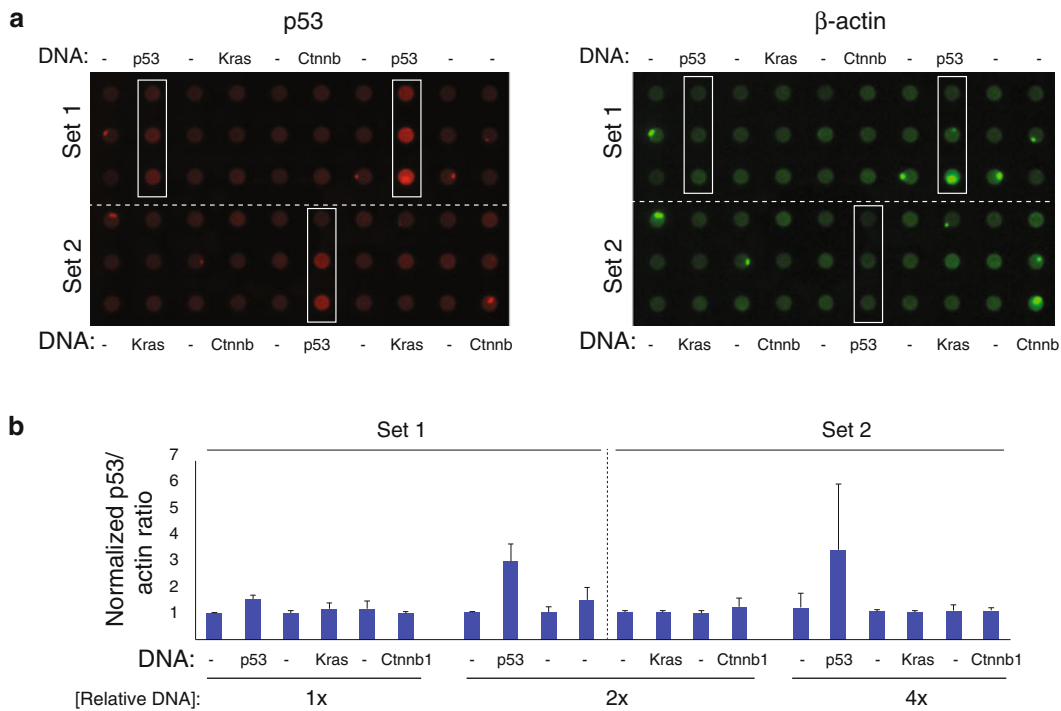 a
p53
β-actin
DNA: - p53 - Kras - Ctnnb - p53 - -
DNA: - p53 - Kras - Ctnnb - p53 - -
Set 1
Set 2
Set 1
Set 2
DNA: - Kras - Ctnnb - p53 - Kras - Ctnnb
DNA: - Kras - Ctnnb - p53 - Kras - Ctnnb
b
Set 1
Set 2
Normalized p53/
actin ratio
7
6
5
4
3
2
1
DNA: - p53 - Kras - Ctnnb1 - p53 - - - Kras - Ctnnb1 - p53 - Kras - Ctnnb1
[Relative DNA]: 1x 2x 4x